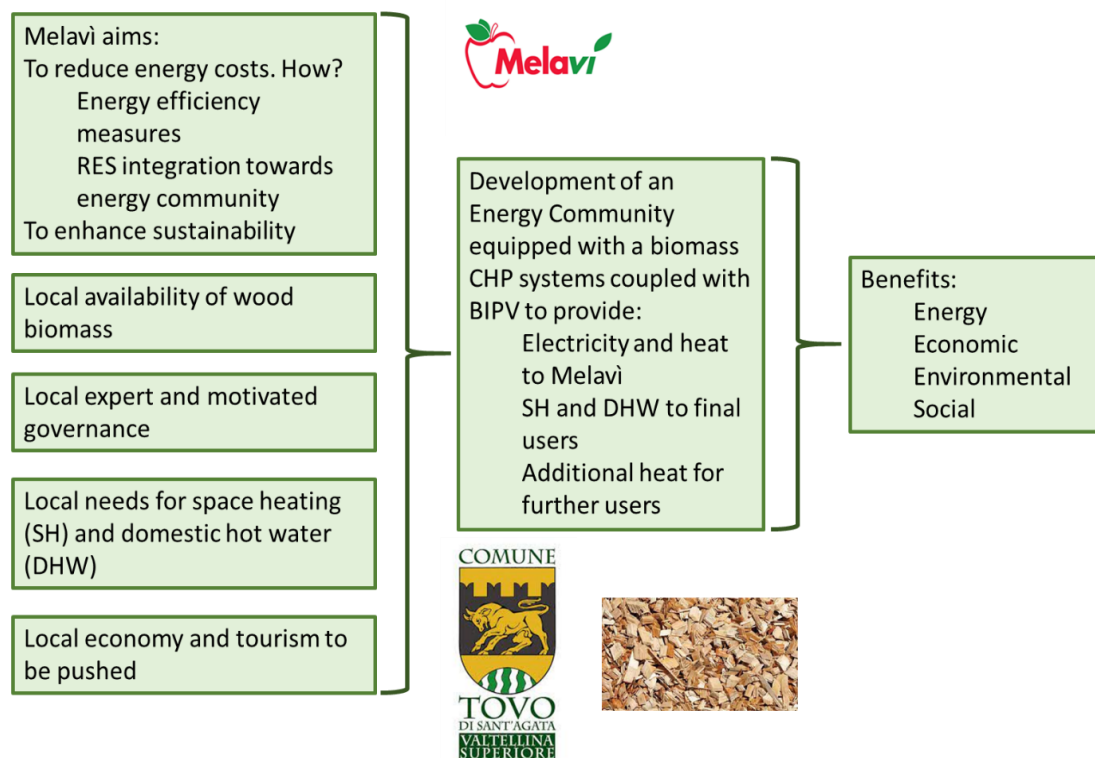 Melavì aims:
To reduce energy costs. How?
Energy efficiency
measures
RES integration towards
energy community
To enhance sustainability
Local availability of wood
biomass
Local expert and motivated
governance
Local needs for space heating
(SH) and domestic hot water
(DHW)
Local economy and tourism to
be pushed
Melavì
Development of an
Energy Community
equipped with a biomass
CHP systems coupled with
BIPV to provide:
Electricity and heat
to Melavì
SH and DHW to final
users
Additional heat for
further users
COMUNE
TOVO
DI SANT'AGATA
VALTELLINA
SUPERIORE
Benefits:
Energy
Economic
Environmental
Social